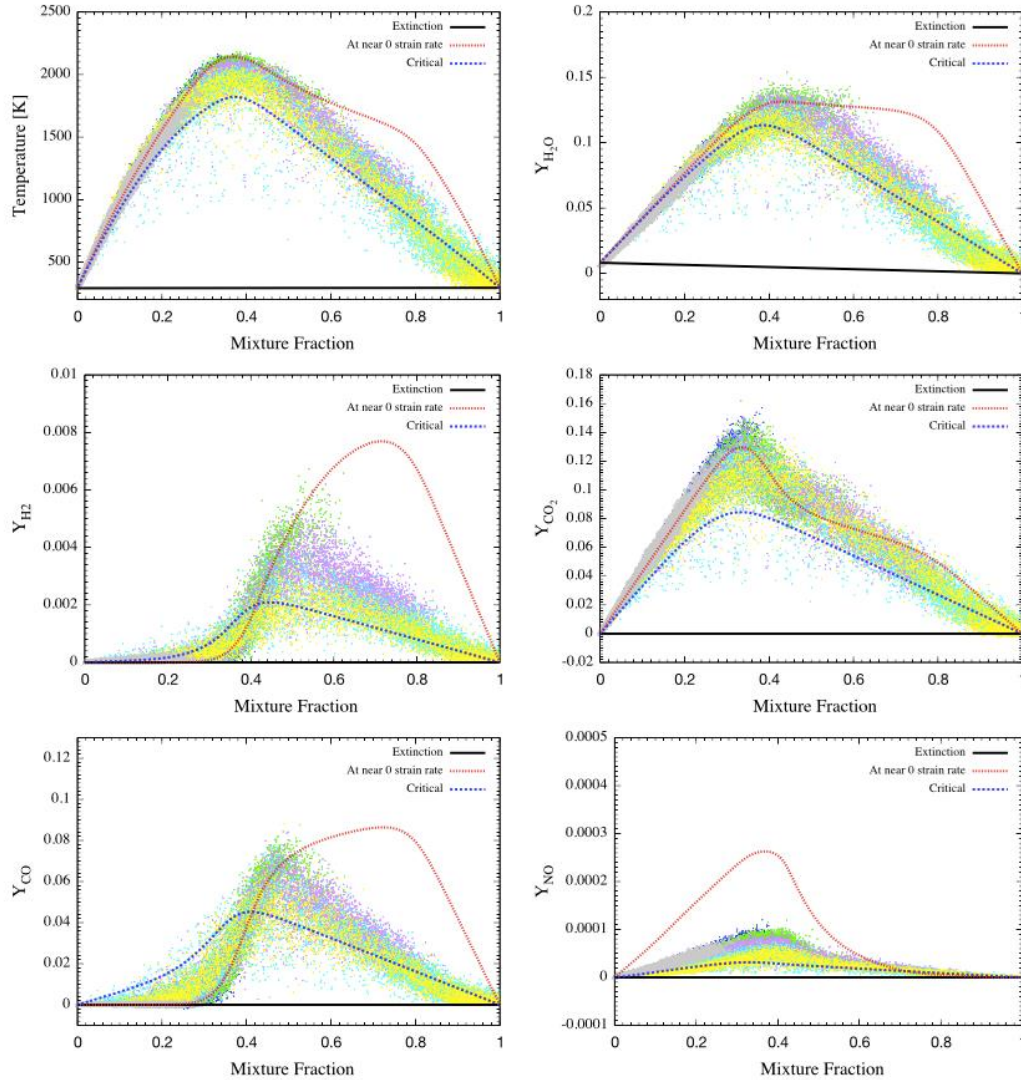 Temperature [K]
2500
2000
1500
1000
500
Extinction
At near 0 strain rate
Critical
0 0.2 0.4 0.6 0.8 1
Mixture Fraction
Y_H₂O
0.2
0.15
0.1
0.05
0
Extinction
At near 0 strain rate
Critical
0 0.2 0.4 0.6 0.8 1
Mixture Fraction
Y_H2
0.01
0.008
0.006
0.004
0.002
0
Extinction
At near 0 strain rate
Critical
0 0.2 0.4 0.6 0.8 1
Mixture Fraction
Y_CO₂
0.18
0.16
0.14
0.12
0.1
0.08
0.06
0.04
0.02
0
-0.02
Extinction
At near 0 strain rate
Critical
0 0.2 0.4 0.6 0.8 1
Mixture Fraction
Y_CO
0.12
0.1
0.08
0.06
0.04
0.02
0
Extinction
At near 0 strain rate
Critical
0 0.2 0.4 0.6 0.8 1
Mixture Fraction
Y_NO
0.0005
0.0004
0.0003
0.0002
0.0001
0
-0.0001
Extinction
At near 0 strain rate
Critical
0 0.2 0.4 0.6 0.8 1
Mixture Fraction